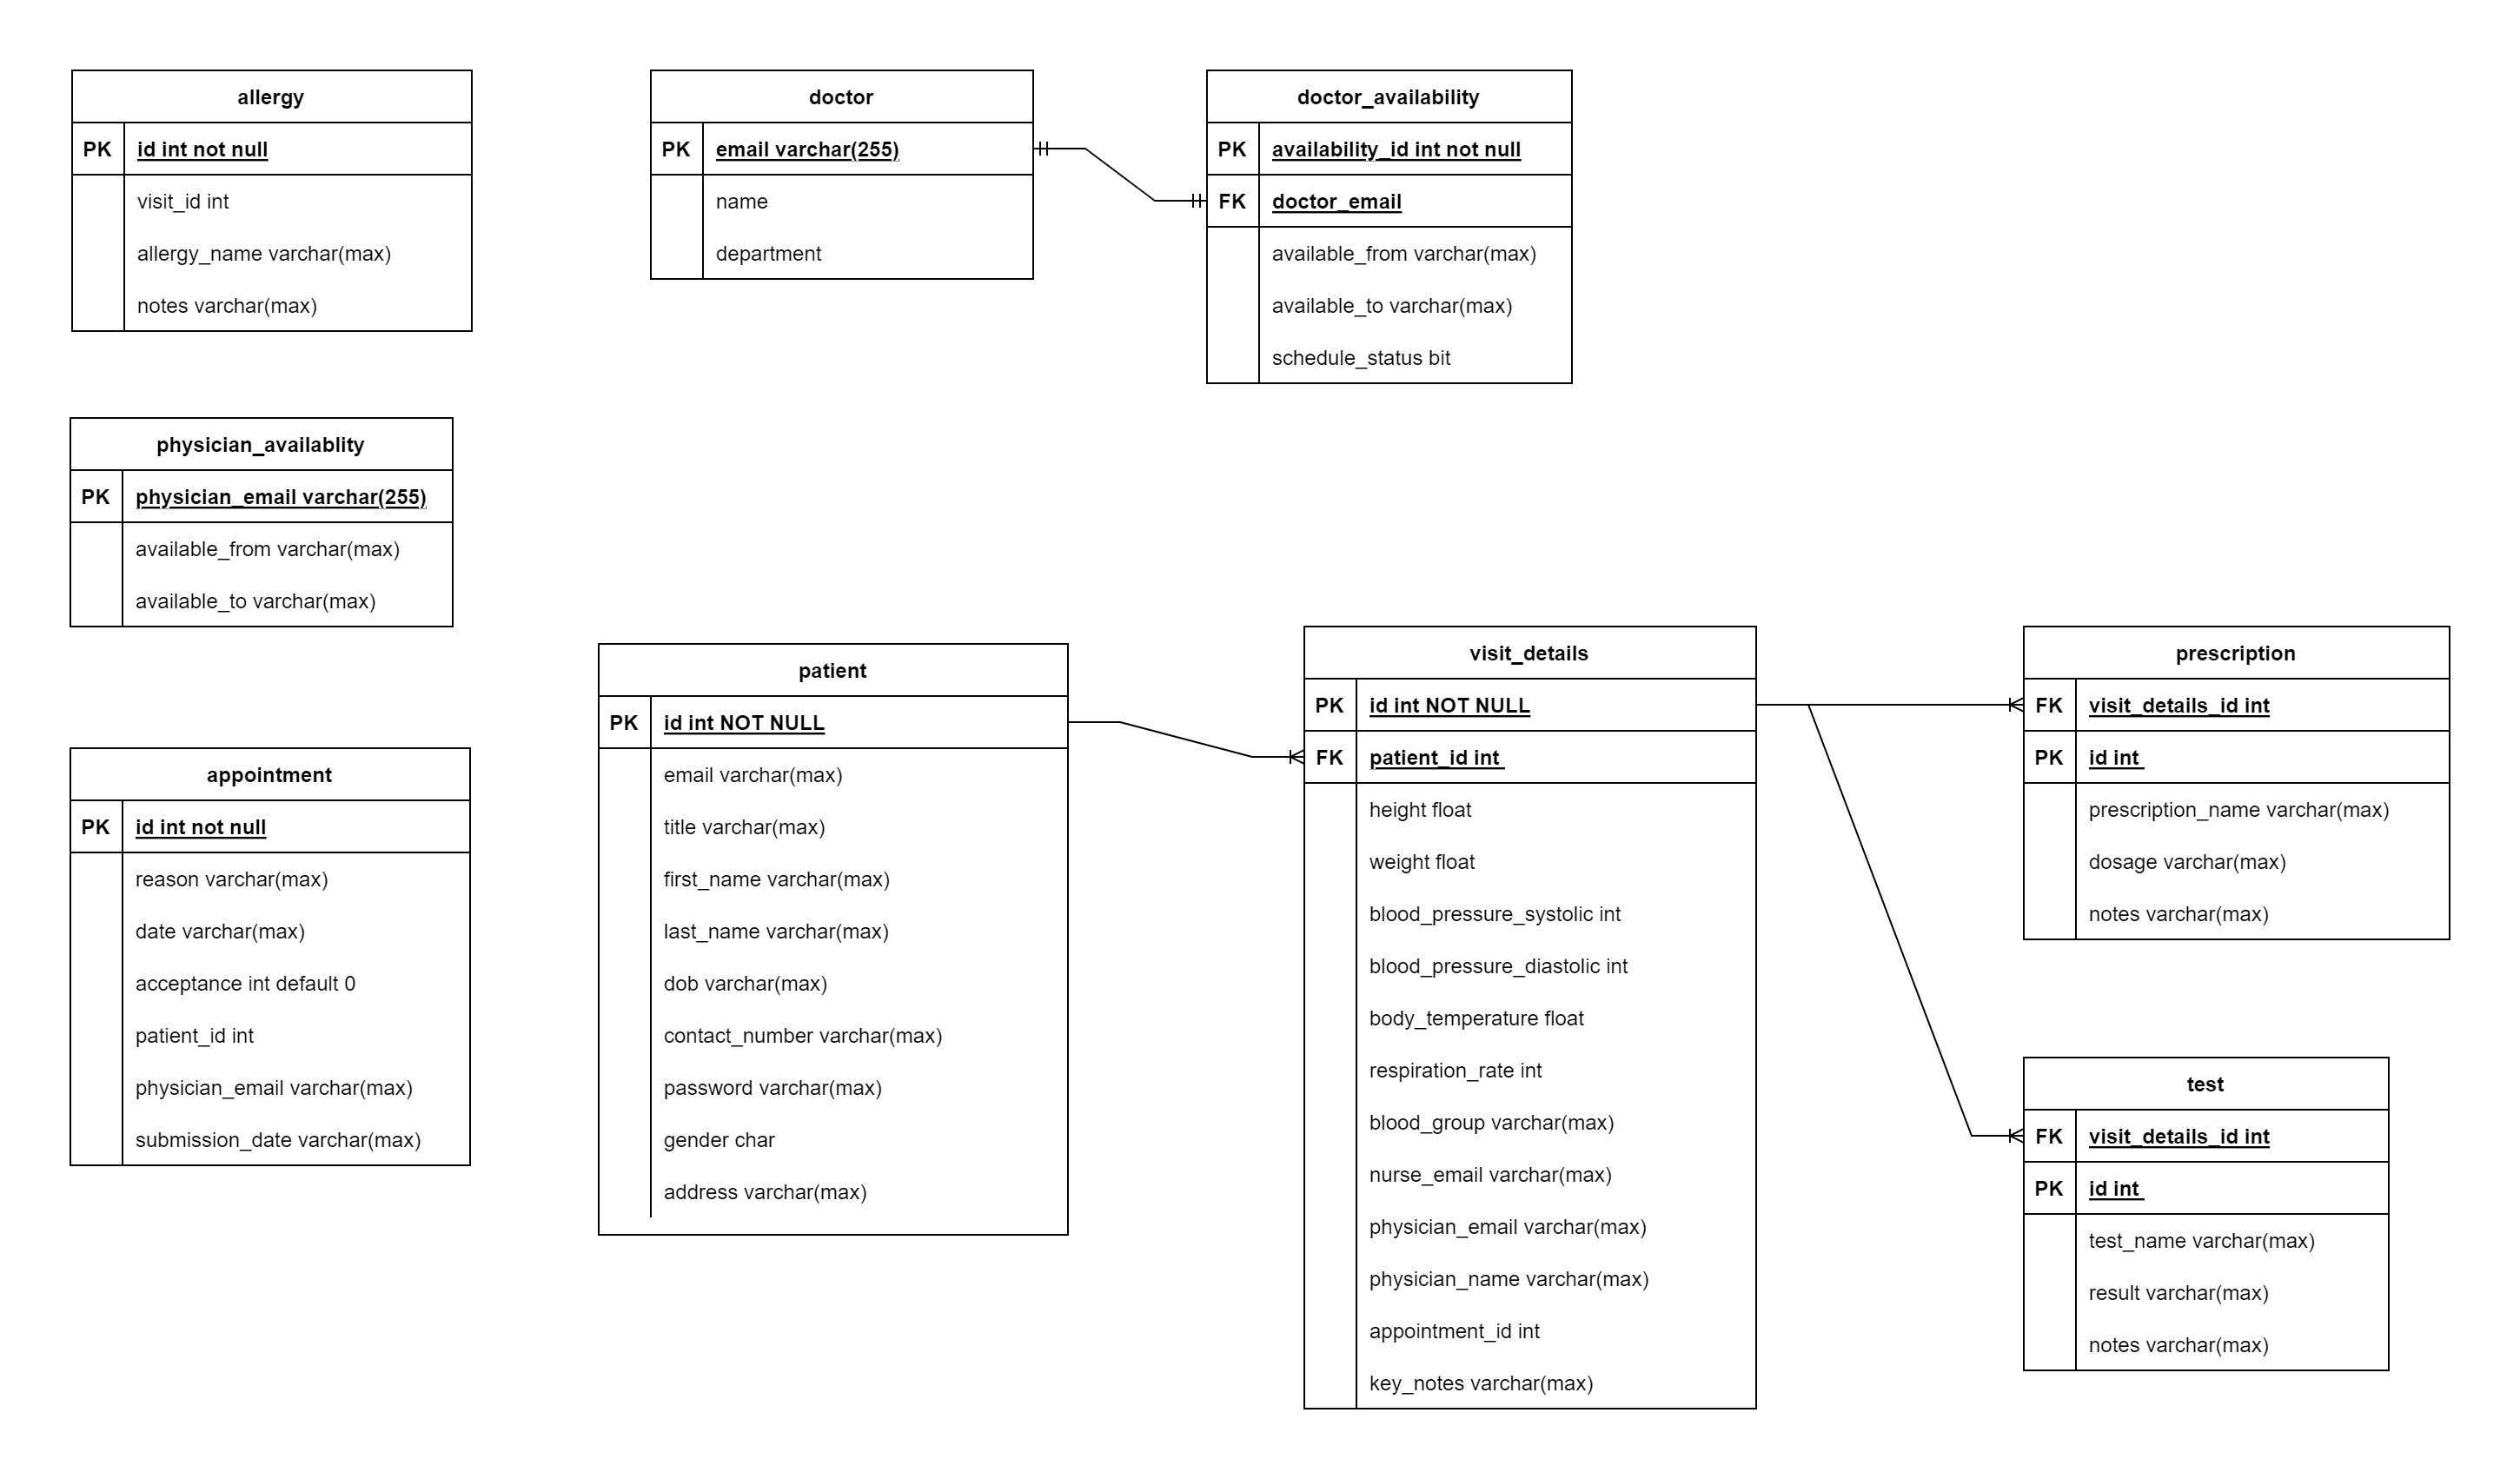 allergy
PK id int not null
visit_id int
allergy_name varchar(max)
notes varchar(max)
doctor
PK email varchar(255)
name
department
doctor_availability
PK availability_id int not null
FK doctor_email
available_from varchar(max)
available_to varchar(max)
schedule_status bit
physician_availablity
PK physician_email varchar(255)
available_from varchar(max)
available_to varchar(max)
appointment
PK id int not null
reason varchar(max)
date varchar(max)
acceptance int default 0
patient_id int
physician_email varchar(max)
submission_date varchar(max)
patient
PK id int NOT NULL
email varchar(max)
title varchar(max)
first_name varchar(max)
last_name varchar(max)
dob varchar(max)
contact_number varchar(max)
password varchar(max)
gender char
address varchar(max)
visit_details
PK id int NOT NULL
FK patient_id int
height float
weight float
blood_pressure_systolic int
blood_pressure_diastolic int
body_temperature float
respiration_rate int
blood_group varchar(max)
nurse_email varchar(max)
physician_email varchar(max)
physician_name varchar(max)
appointment_id int
key_notes varchar(max)
prescription
FK visit_details_id int
PK id int
prescription_name varchar(max)
dosage varchar(max)
notes varchar(max)
test
FK visit_details_id int
PK id int
test_name varchar(max)
result varchar(max)
notes varchar(max)